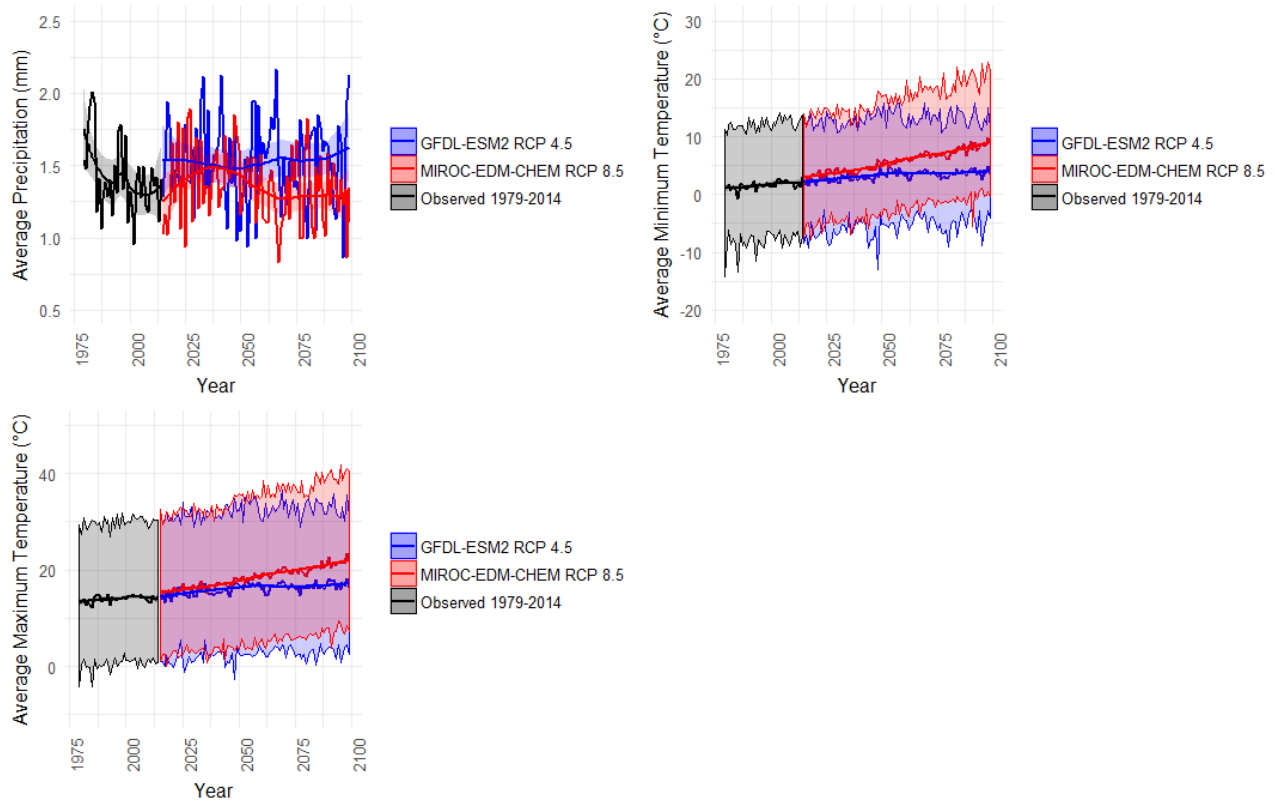 Average Precipitation (mm)
2.5
2.0
1.5
1.0
0.5
1975
2000
2025
2050
2075
2100
Year
GFDL-ESM2 RCP 4.5
MIROC-EDM-CHEM RCP 8.5
Observed 1979-2014
Average Minimum Temperature (°C)
30
20
10
0
-10
-20
1975
2000
2025
2050
2075
2100
Year
GFDL-ESM2 RCP 4.5
MIROC-EDM-CHEM RCP 8.5
Observed 1979-2014
Average Maximum Temperature (°C)
40
20
0
1975
2000
2025
2050
2075
2100
Year
GFDL-ESM2 RCP 4.5
MIROC-EDM-CHEM RCP 8.5
Observed 1979-2014